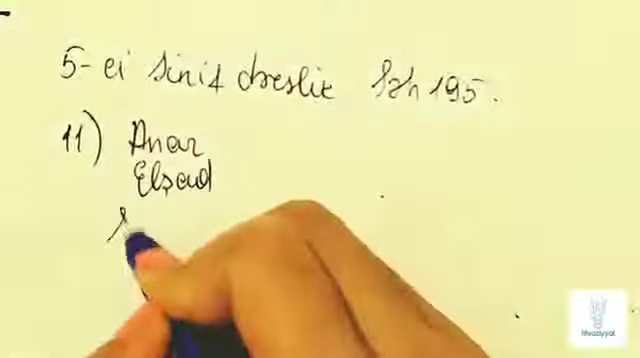 5-ci sinif dərslik səh 195.
11) Anar
Elşad